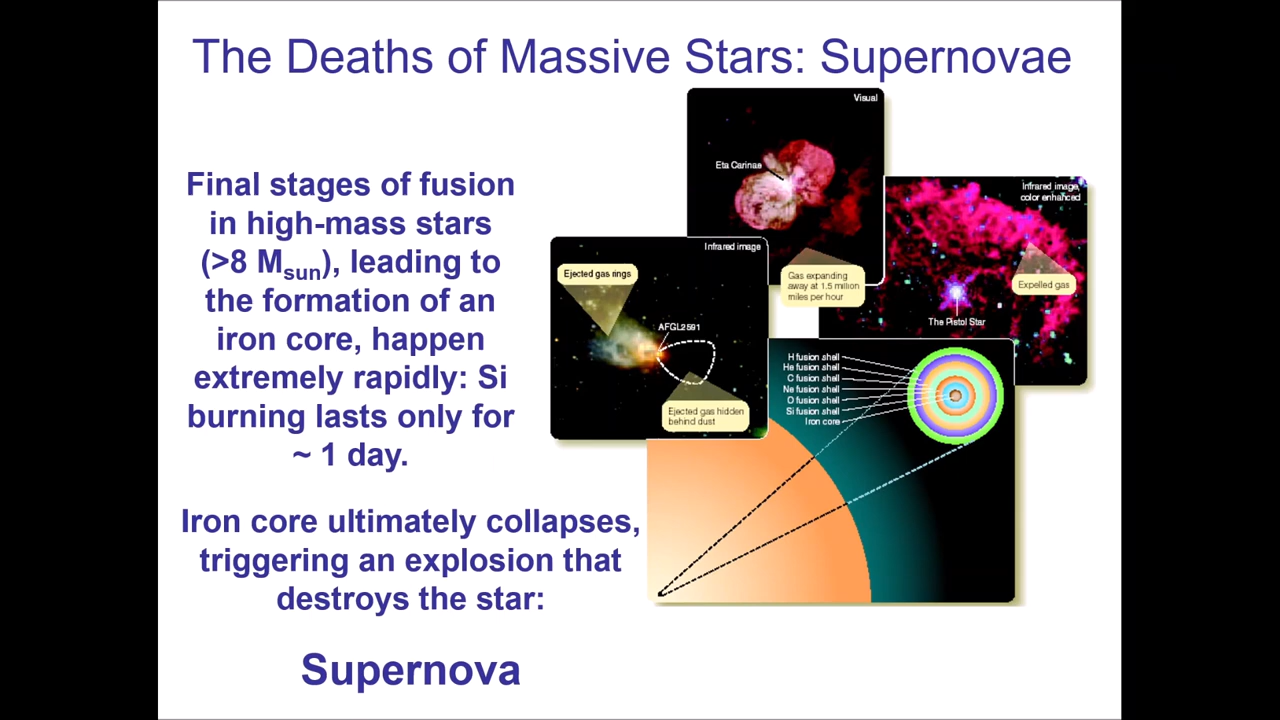 The Deaths of Massive Stars: Supernovae
Final stages of fusion
in high-mass stars
(>8 Msun), leading to
the formation of an
iron core, happen
extremely rapidly: Si
burning lasts only for
~ 1 day.
Iron core ultimately collapses,
triggering an explosion that
destroys the star:
Supernova
Visual
Eta Carinae
Gas expanding
away at 1.5 million
miles per hour
Infrared image,
color enhanced
Expelled gas
The Pistol Star
Infrared image
Ejected gas rings
AFGL2591
Ejected gas hidden
behind dust
H fusion shell
He fusion shell
C fusion shell
Ne fusion shell
O fusion shell
Si fusion shell
Iron core